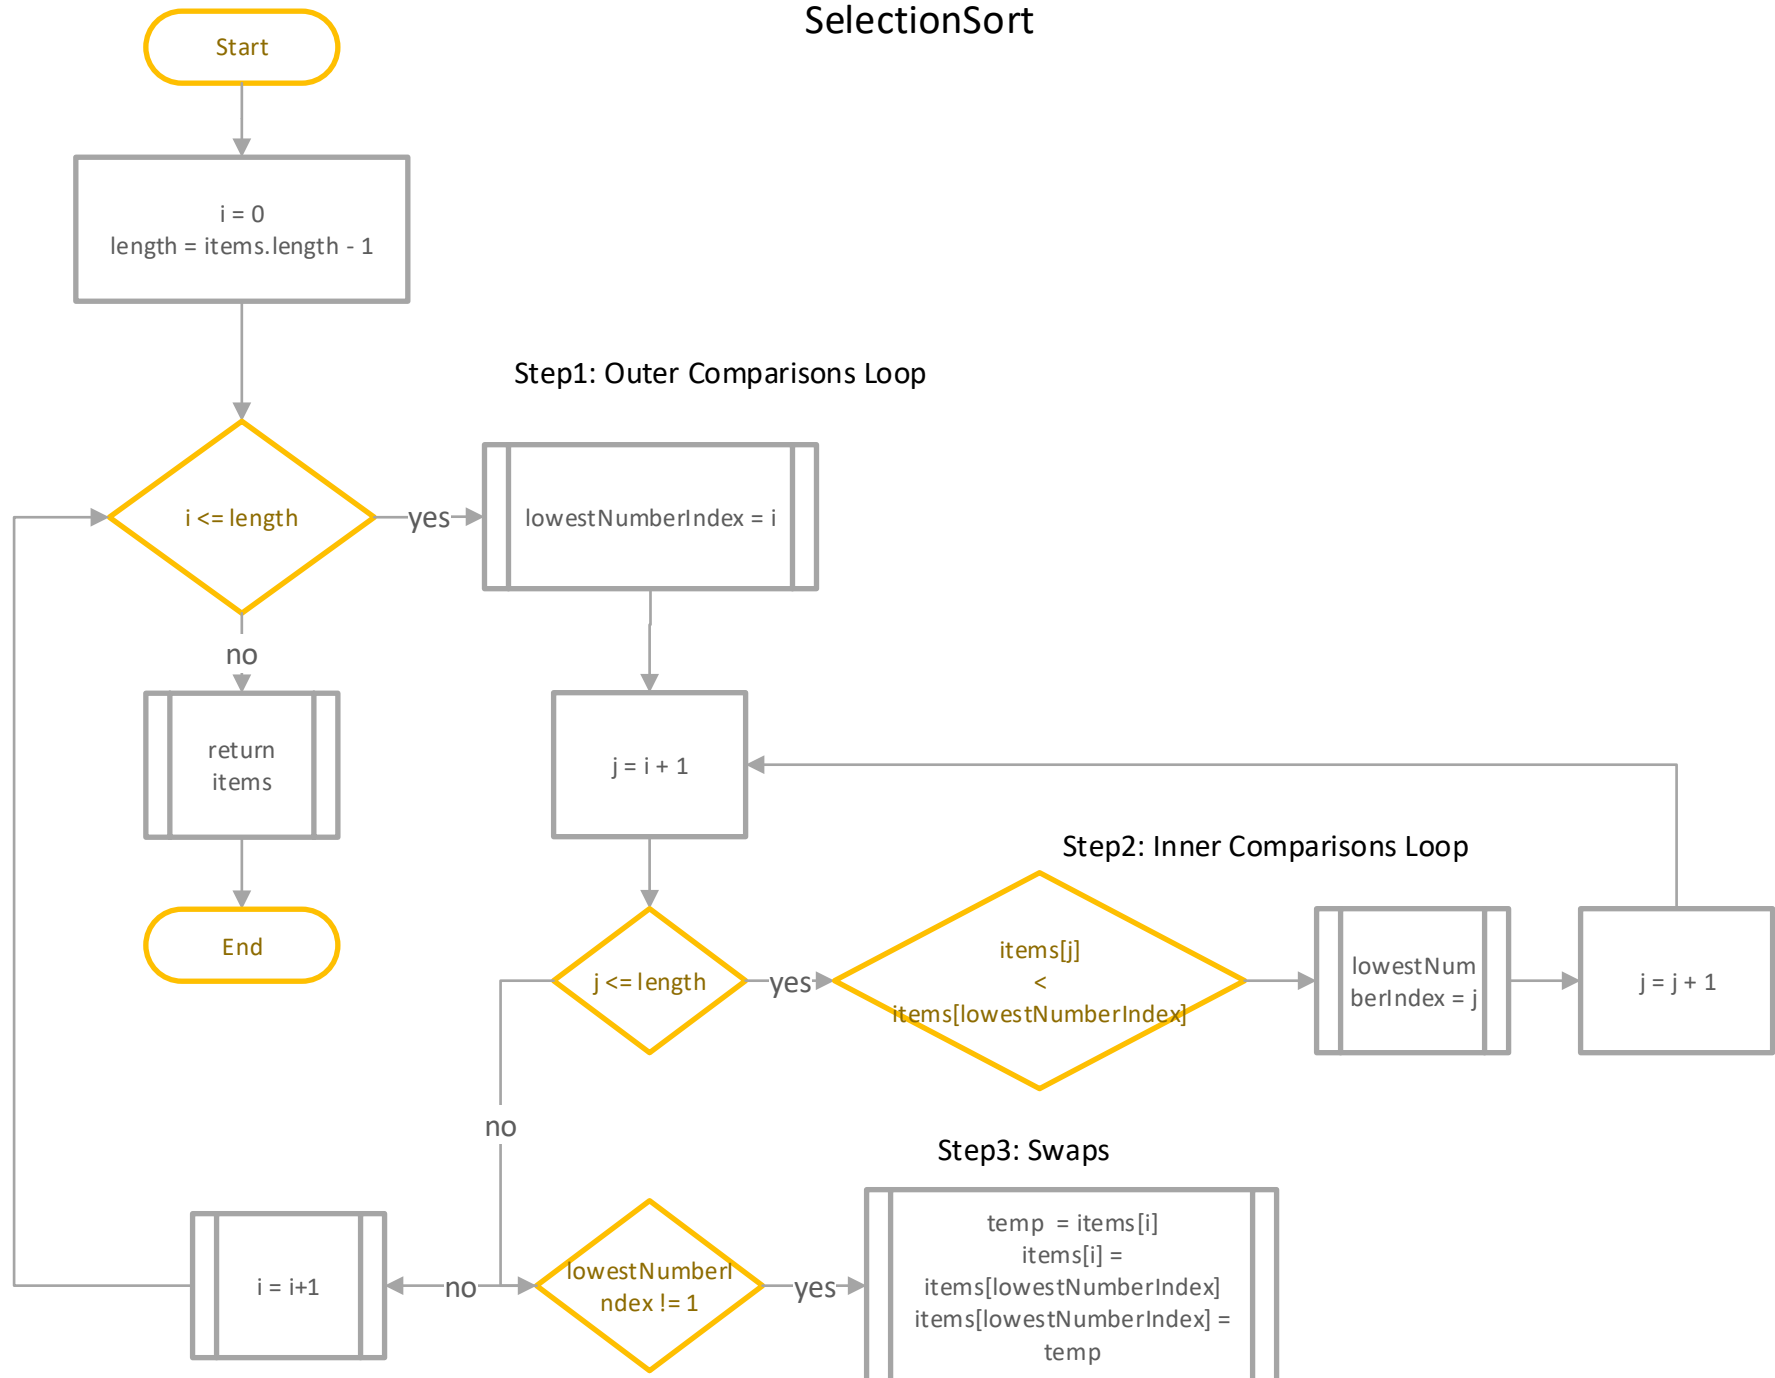 SelectionSort
Start
i = 0
length = items.length - 1
Step1: Outer Comparisons Loop
i <= length
yes
lowestNumberIndex = i
no
return
items
j = i + 1
Step2: Inner Comparisons Loop
End
j <= length
yes
items[j]
<
items[lowestNumberIndex]
lowestNum
berIndex = j
j = j + 1
no
Step3: Swaps
i = i+1
no
lowestNumberI
ndex != 1
yes
temp = items[i]
items[i] =
items[lowestNumberIndex]
items[lowestNumberIndex] =
temp